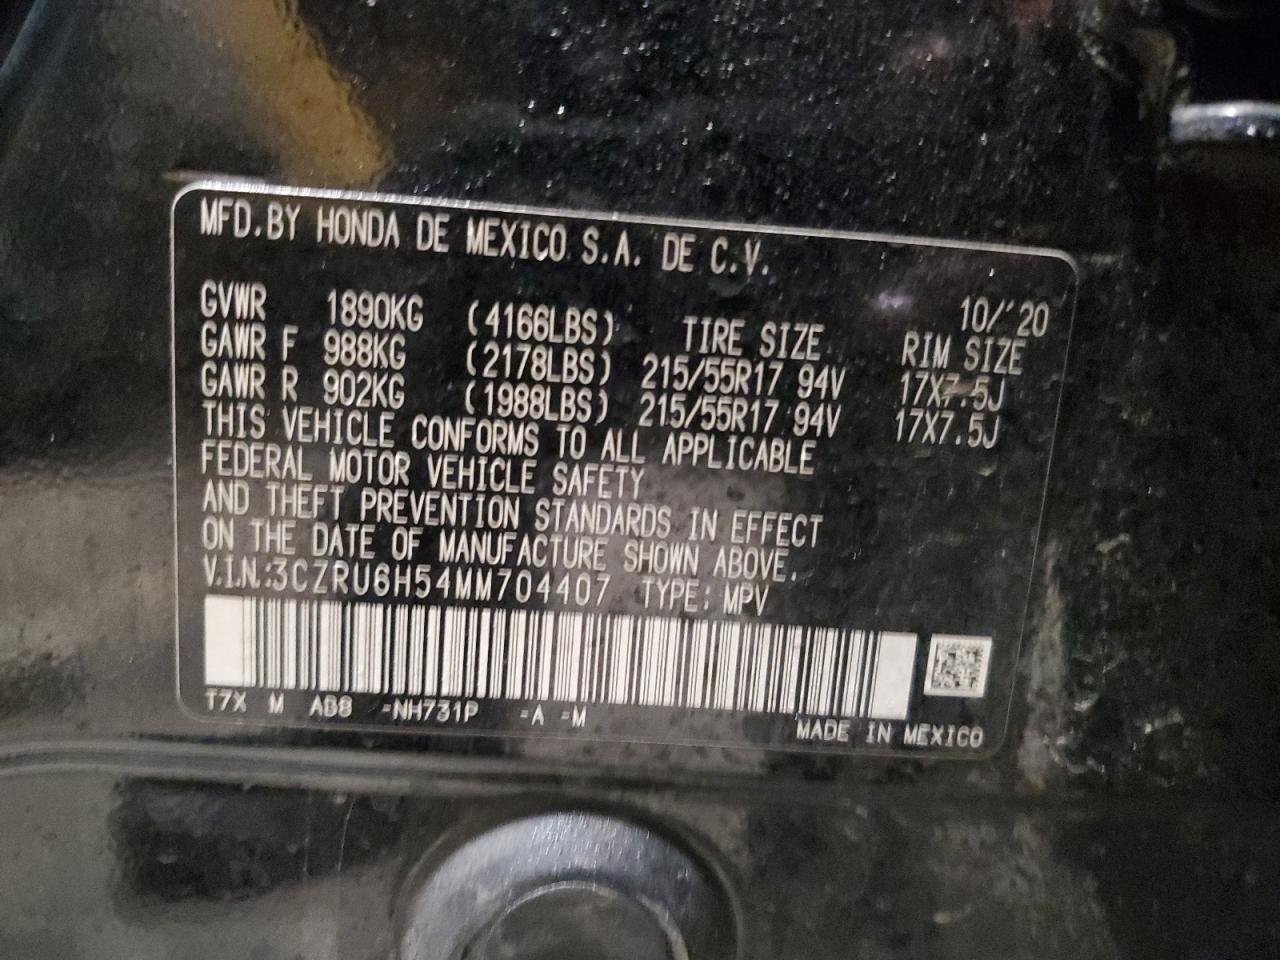 MFD.BY HONDA DE MEXICO S.A. DE C.V.
10/'20
GVWR 1890KG (4166LBS) TIRE SIZE RIM SIZE
GAWR F 988KG (2178LBS) 215/55R17 94V 17X7.5J
GAWR R 902KG (1988LBS) 215/55R17 94V 17X7.5J
THIS VEHICLE CONFORMS TO ALL APPLICABLE
FEDERAL MOTOR VEHICLE SAFETY
AND THEFT PREVENTION STANDARDS IN EFFECT
ON THE DATE OF MANUFACTURE SHOWN ABOVE.
V.I.N.:3CZRU6H54MM704407 TYPE: MPV
T7X M AB8 -NH731P -A -M
MADE IN MEXICO